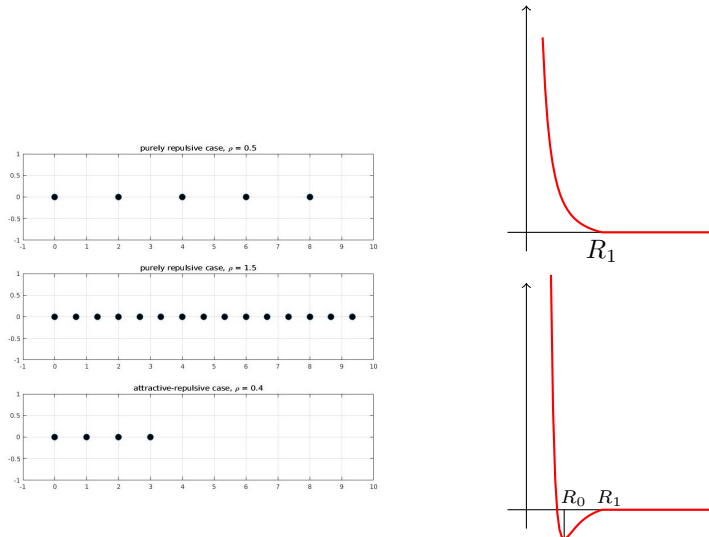 purely repulsive case, ρ = 0.5
1
0.5
0
-0.5
-1
-1 0 1 2 3 4 5 6 7 8 9 10
purely repulsive case, ρ = 1.5
1
0.5
0
-0.5
-1
-1 0 1 2 3 4 5 6 7 8 9 10
attractive-repulsive case, ρ = 0.4
1
0.5
0
-0.5
-1
-1 0 1 2 3 4 5 6 7 8 9 10
R₁
R₀ R₁